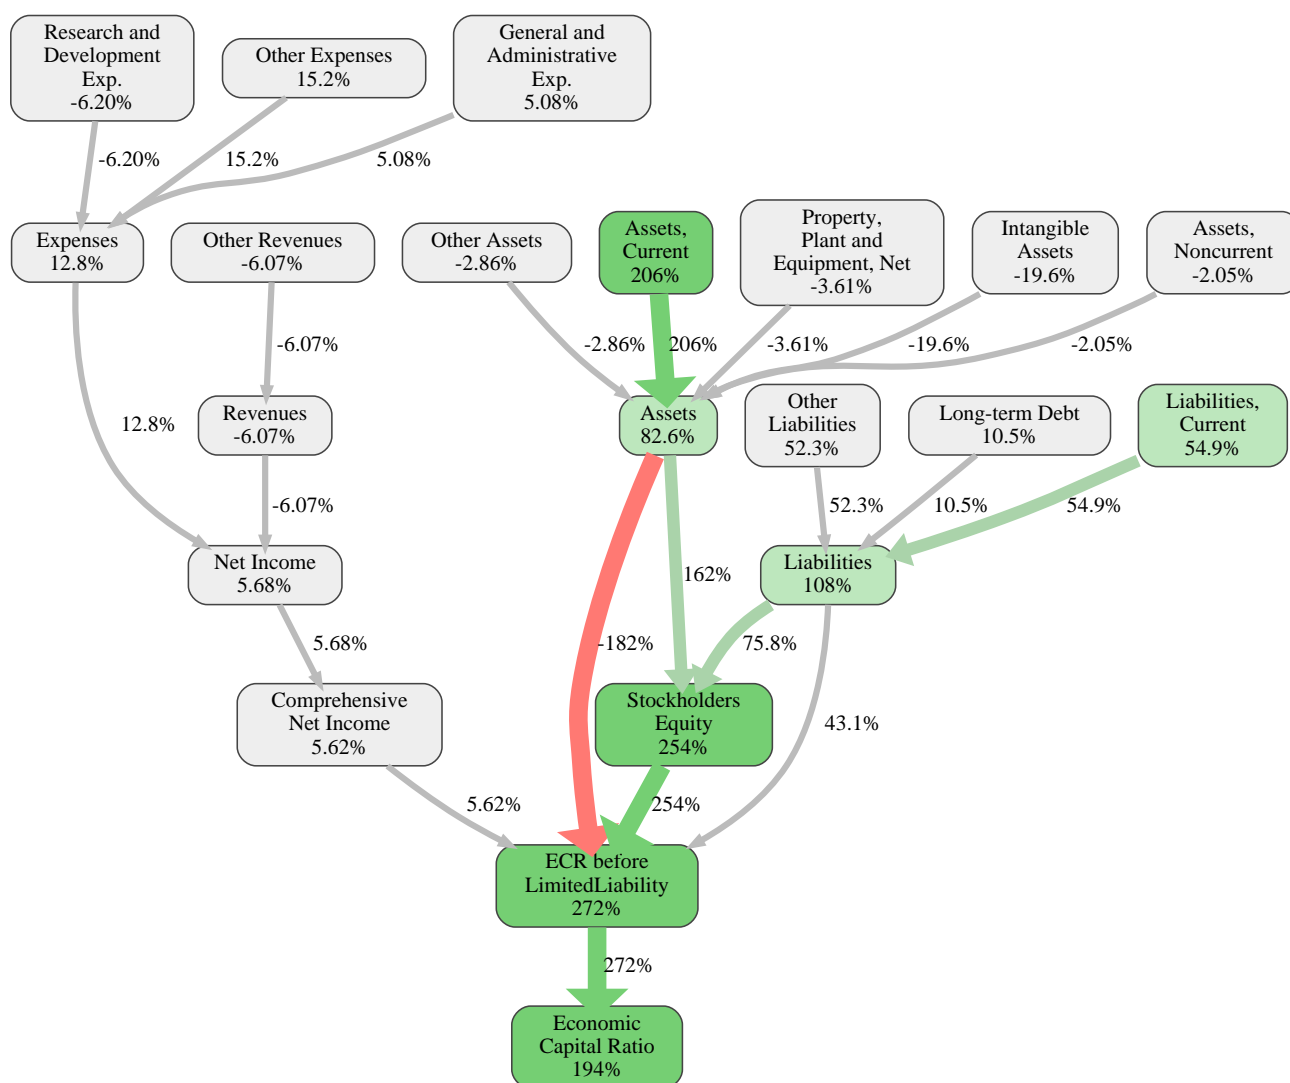 Research and
Development
Exp.
-6.20%
Other Expenses
15.2%
General and
Administrative
Exp.
5.08%
-6.20%
15.2%
5.08%
Expenses
12.8%
Other Revenues
-6.07%
Other Assets
-2.86%
Assets,
Current
206%
Property,
Plant and
Equipment, Net
-3.61%
Intangible
Assets
-19.6%
Assets,
Noncurrent
-2.05%
-6.07%
-2.86%
206%
-3.61%
-19.6%
-2.05%
12.8%
Revenues
-6.07%
Assets
82.6%
Other
Liabilities
52.3%
Long-term Debt
10.5%
Liabilities,
Current
54.9%
-6.07%
52.3%
10.5%
54.9%
Net Income
5.68%
162%
Liabilities
108%
5.68%
-182%
75.8%
Comprehensive
Net Income
5.62%
Stockholders
Equity
254%
43.1%
5.62%
254%
ECR before
LimitedLiability
272%
272%
Economic
Capital Ratio
194%